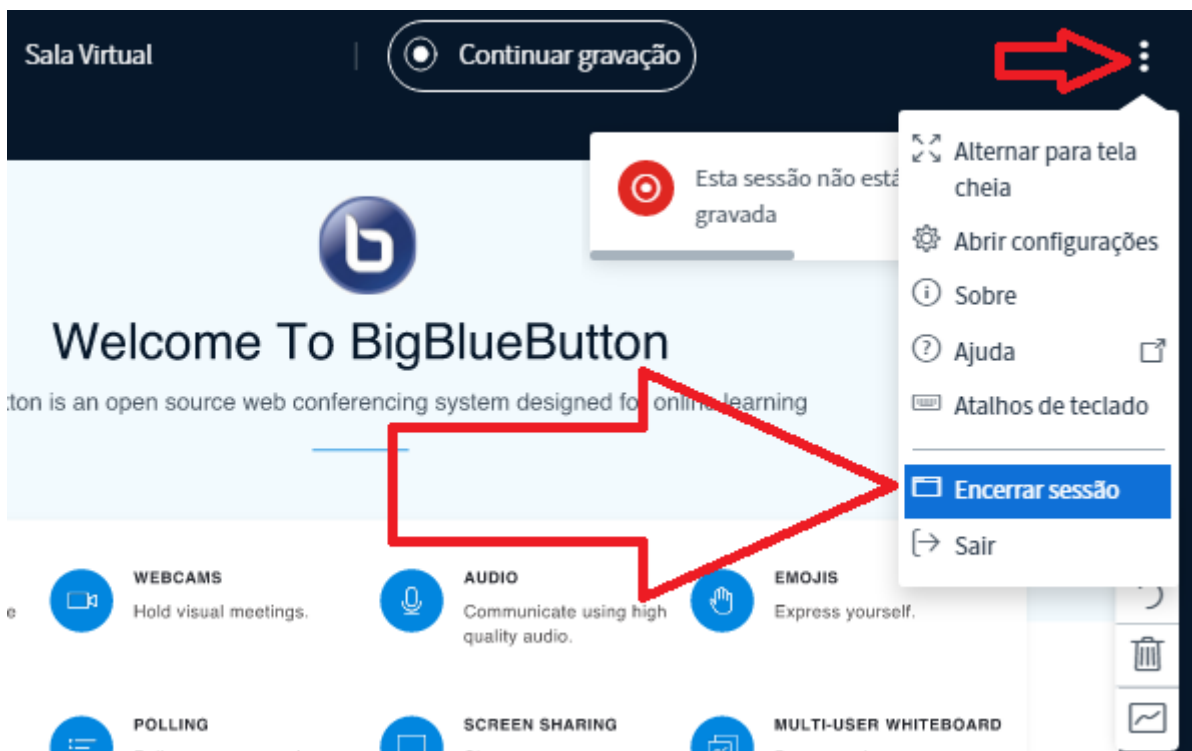 Sala Virtual
Continuar gravação
Alternar para tela
cheia
Abrir configurações
Sobre
Ajuda
Atalhos de teclado
Encerrar sessão
Sair
Esta sessão não está
gravada
Welcome To BigBlueButton
is an open source web conferencing system designed for online learning
WEBCAMS
Hold visual meetings.
AUDIO
Communicate using high
quality audio.
EMOJIS
Express yourself.
POLLING
SCREEN SHARING
MULTI-USER WHITEBOARD